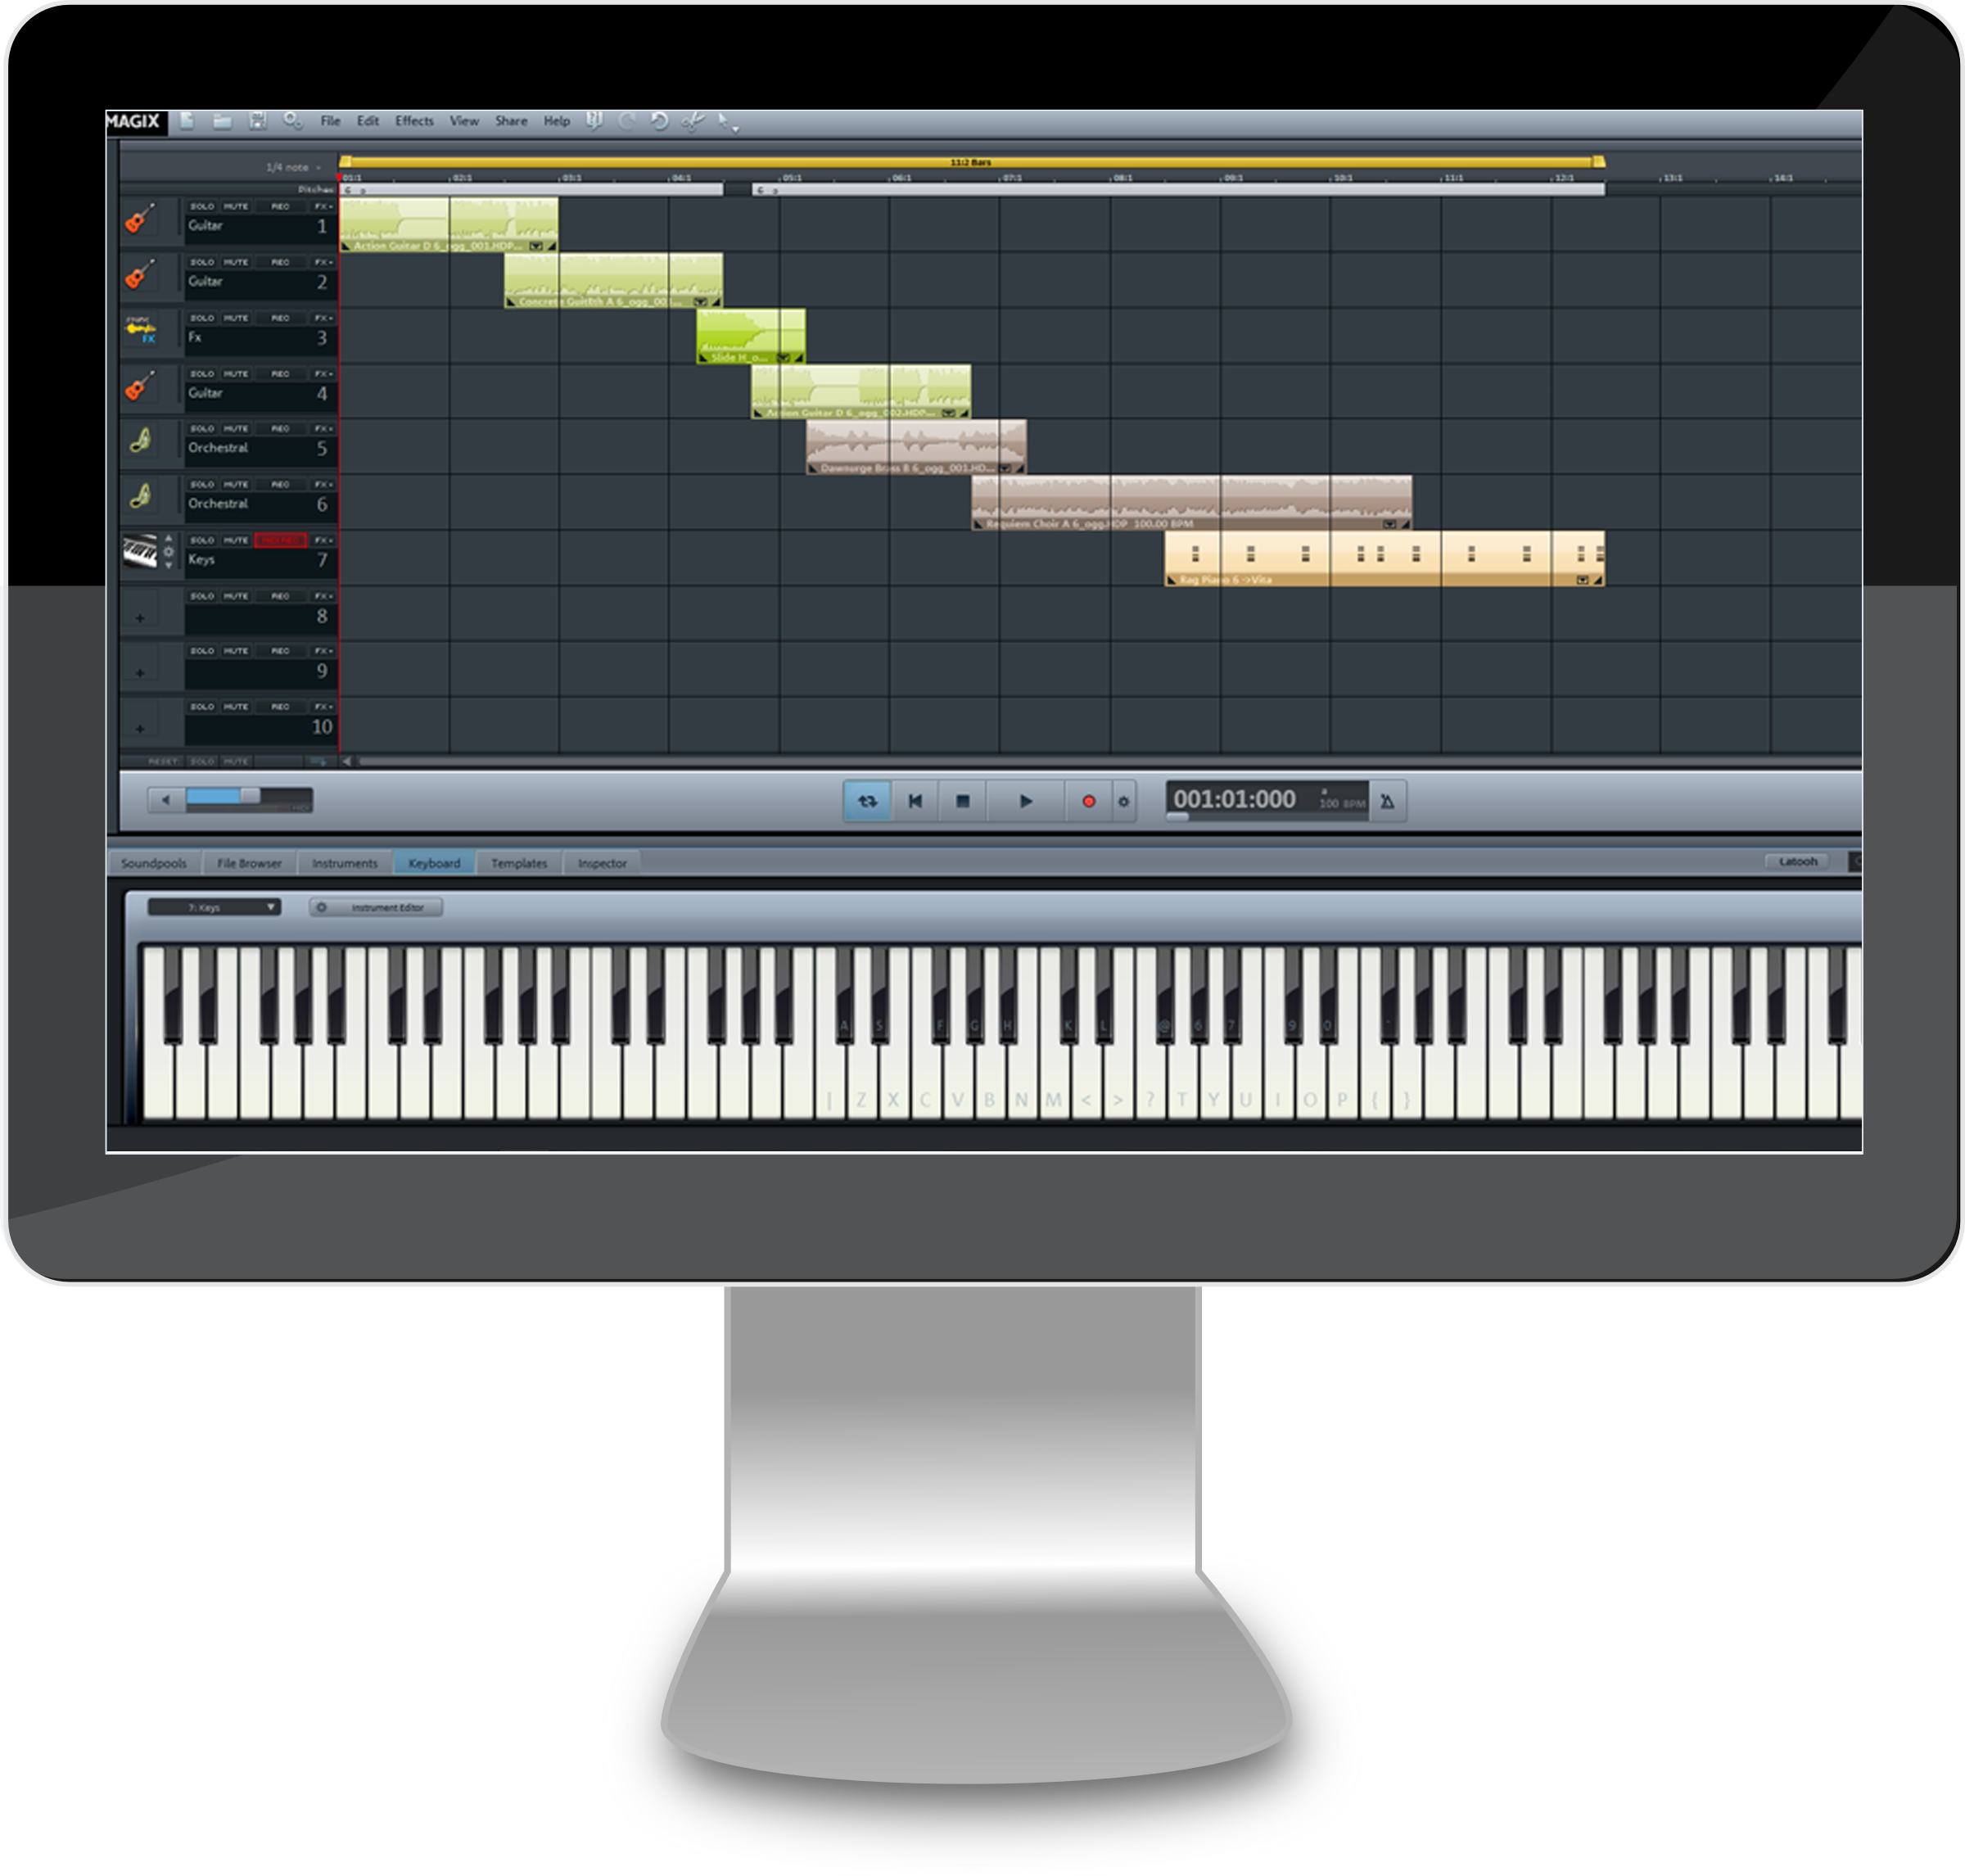 MAGIX File Edit Effects View Share Help
11:2 Bars
1/4 note
01:1 02:1 03:1 04:1 05:1 06:1 07:1 08:1 09:1 10:1 11:1 12:1 13:1 14:1
Pitches 6 a 6 a
SOLO MUTE REC FX
Guitar 1
Action Guitar D 6_ogg_001.HDP...
SOLO MUTE REC FX
Guitar 2
Concrete A 6_ogg_001...
SOLO MUTE REC FX
FX
Fx 3
Slide H_o...
SOLO MUTE REC FX
Guitar 4
Action Guitar D 6_ogg_002.HDP...
SOLO MUTE REC FX
Orchestral 5
Brass B 6_ogg_001.HD...
SOLO MUTE REC FX
Orchestral 6
Requiem Choir A 6_ogg.HDP 100.00 BPM
SOLO MUTE FX
Keys 7
Rag Piano 6 ->Vita
SOLO MUTE REC FX
8
SOLO MUTE REC FX
9
SOLO MUTE REC FX
10
RESET: SOLO MUTE
001:01:000 a
100 BPM
Soundpools File Browser Instruments Keyboard Templates Inspector Catooh
7: Keys Instrument Editor
A S F G H K L @ 6 7 9 0
| Z X C V B N M < > ? T Y U I O P { }